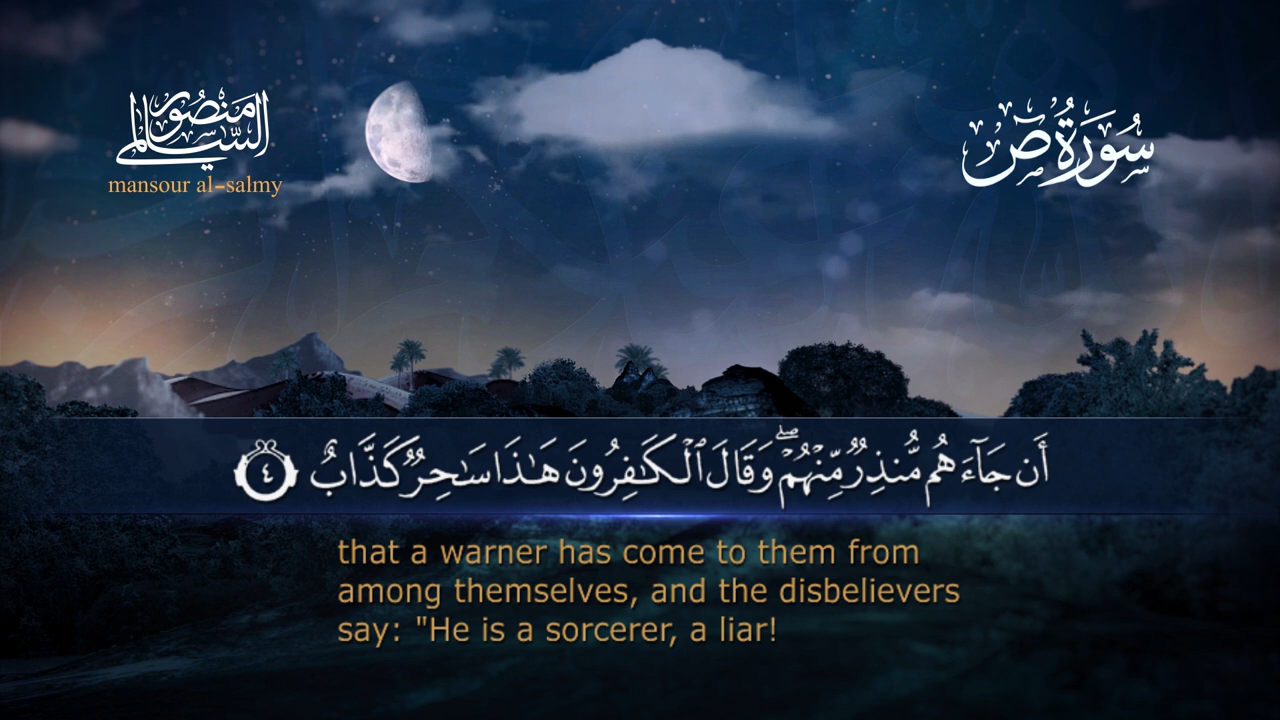 منصور السالمي
mansour al-salmy
سُورَةُ صٓ
أَن جَآءَهُم مُّنذِرٌ مِّنْهُمْ ۖ وَقَالَ ٱلْكَـٰفِرُونَ هَـٰذَا سَـٰحِرٌ كَذَّابٌ ٤
that a warner has come to them from
among themselves, and the disbelievers
say: "He is a sorcerer, a liar!